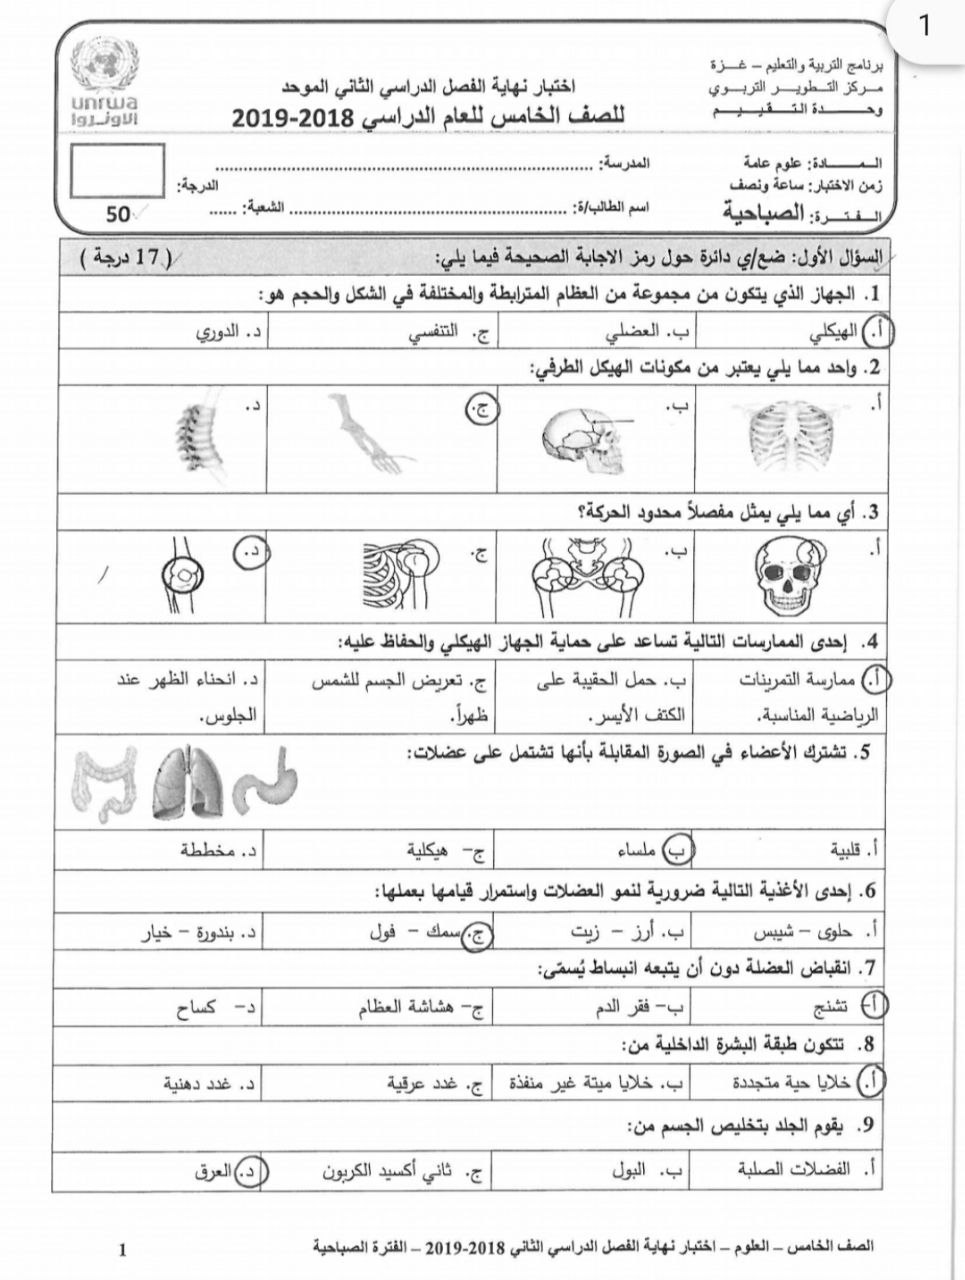 1
برنامج التربية والتعليم – غـــزة
مـركز التـطويـــر التربـــوي
وحـــــدة التــقــيـيــم
اختبار نهاية الفصل الدراسي الثاني الموحد
للصف الخامس للعام الدراسي 2018-2019
unrwa
الأونروا
المـــــادة: علوم عامة
المدرسة: ................................................................
زمن الاختبار: ساعة ونصف
الدرجة:
الـفـتـرة: الصباحية
اسم الطالب/ة: ................................................ الشعبة: ......
50
السؤال الأول: ضع/ي دائرة حول رمز الاجابة الصحيحة فيما يلي: ( 17 درجة )
1. الجهاز الذي يتكون من مجموعة من العظام المترابطة والمختلفة في الشكل والحجم هو:
أ. الهيكلي ب. العضلي ج. التنفسي د. الدوري
2. واحد مما يلي يعتبر من مكونات الهيكل الطرفي:
أ. ب. ج. د.
3. أي مما يلي يمثل مفصلاً محدود الحركة؟
أ. ب. ج. د.
4. إحدى الممارسات التالية تساعد على حماية الجهاز الهيكلي والحفاظ عليه:
أ. ممارسة التمرينات ب. حمل الحقيبة على ج. تعريض الجسم للشمس د. انحناء الظهر عند
الرياضية المناسبة. الكتف الأيسر. ظهراً. الجلوس.
5. تشترك الأعضاء في الصورة المقابلة بأنها تشتمل على عضلات:
أ. قلبية ب. ملساء ج- هيكلية د. مخططة
6. إحدى الأغذية التالية ضرورية لنمو العضلات واستمرار قيامها بعملها:
أ. حلوى – شيبس ب. أرز – زيت ج. سمك – فول د. بندورة – خيار
7. انقباض العضلة دون أن يتبعه انبساط يُسمّى:
أ- تشنج ب- فقر الدم ج- هشاشة العظام د- كساح
8. تتكون طبقة البشرة الداخلية من:
أ. خلايا حية متجددة ب. خلايا ميتة غير منفذة ج. غدد عرقية د. غدد دهنية
9. يقوم الجلد بتخليص الجسم من:
أ. الفضلات الصلبة ب. البول ج. ثاني أكسيد الكربون د. العرق
الصف الخامس – العلوم – اختبار نهاية الفصل الدراسي الثاني 2018-2019 – الفترة الصباحية
1